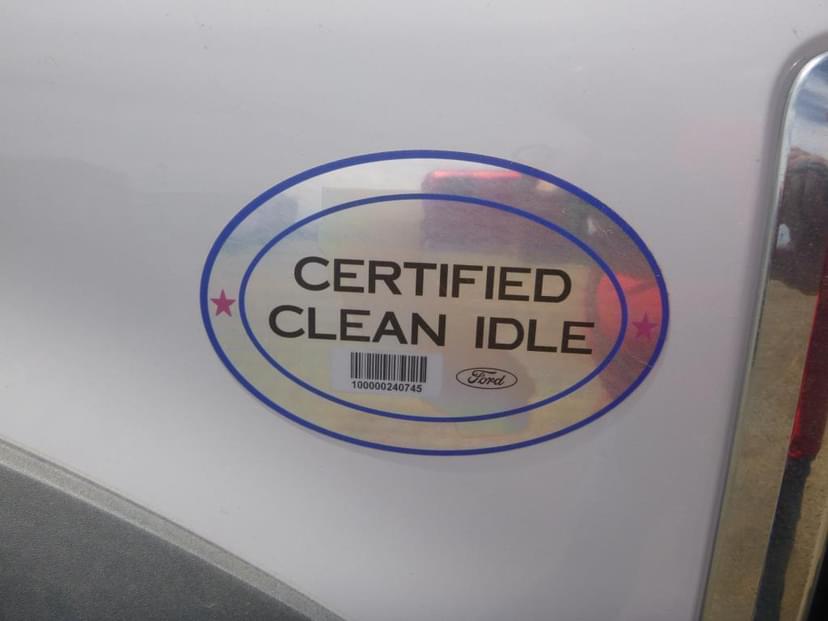 CERTIFIED
CLEAN IDLE
100000240745
Ford